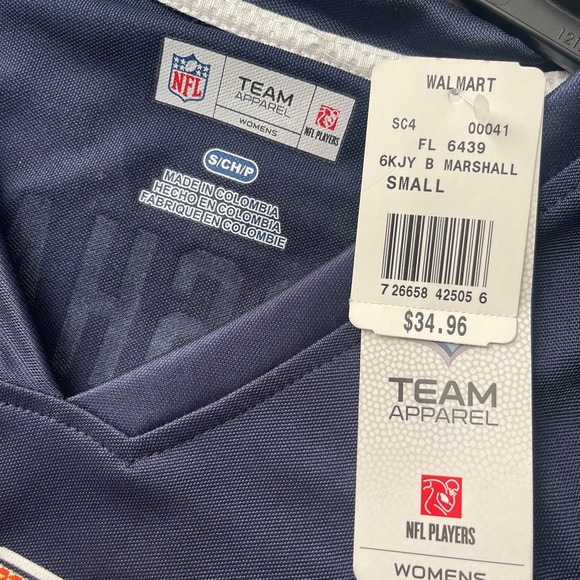 NFL
TEAM
APPAREL
WOMENS
NFL PLAYERS
S/CH/P
MADE IN COLOMBIA
HECHO EN COLOMBIA
FABRIQUE EN COLOMBIE
WALMART
SC4 00041
FL 6439
6KJY B MARSHALL
SMALL
7 26658 42505 6
$34.96
TEAM
APPAREL
NFL PLAYERS
WOMENS